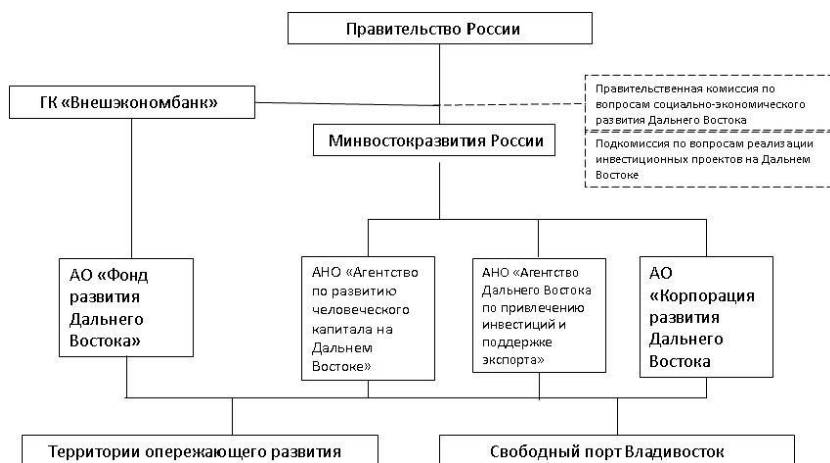 Правительство России
ГК «Внешэкономбанк»
Правительственная комиссия по
вопросам социально-экономического
развития Дальнего Востока
Минвостокразвития России
Подкомиссия по вопросам реализации
инвестиционных проектов на Дальнем
Востоке
АО «Фонд
развития
Дальнего
Востока»
АНО «Агентство
по развитию
человеческого
капитала на
Дальнем
Востоке»
АНО «Агентство
Дальнего Востока
по привлечению
инвестиций и
поддержке
экспорта»
АО
«Корпорация
развития
Дальнего
Востока
Территории опережающего развития
Свободный порт Владивосток